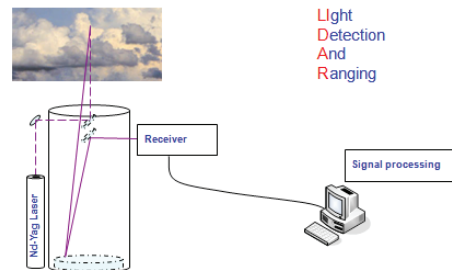 LIght
Detection
And
Ranging
Receiver
Signal processing
Nd-Yag Laser